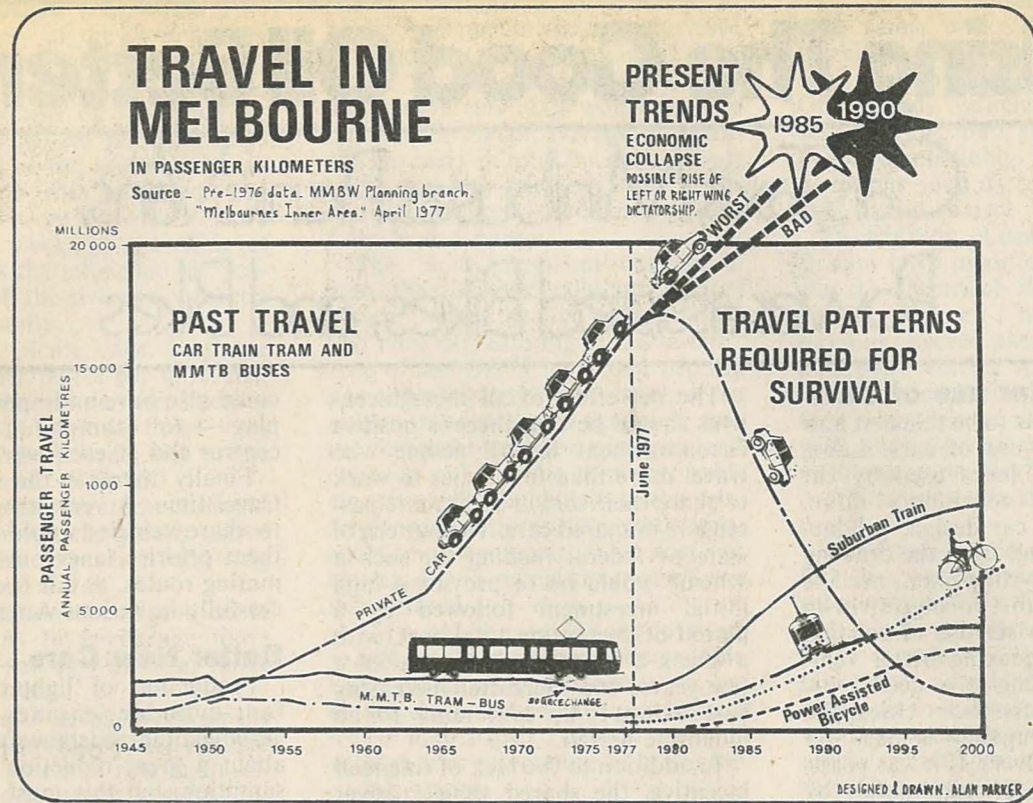 TRAVEL IN
MELBOURNE
IN PASSENGER KILOMETERS
Source - Pre-1976 data. MMBW Planning branch.
"Melbournes Inner Area." April 1977
PRESENT
TRENDS
ECONOMIC
COLLAPSE
POSSIBLE RISE OF
LEFT OR RIGHT WING
DICTATORSHIP.
1985
1990
WORST
BAD
MILLIONS
20 000
15 000
1000
5 0000
PASSENGER TRAVEL
ANNUAL PASSENGER KILOMETRES
PAST TRAVEL
CAR TRAIN TRAM AND
MMTB BUSES
TRAVEL PATTERNS
REQUIRED FOR
SURVIVAL
June 1977
PRIVATE CAR
Suburban Train
M.M.T.B. TRAM-BUS
Power Assisted
Bicycle
1945
1950
1955
1960
1965
1970
1975
1977
1980
1985
1990
1995
2000
DESIGNED & DRAWN. ALAN PARKER